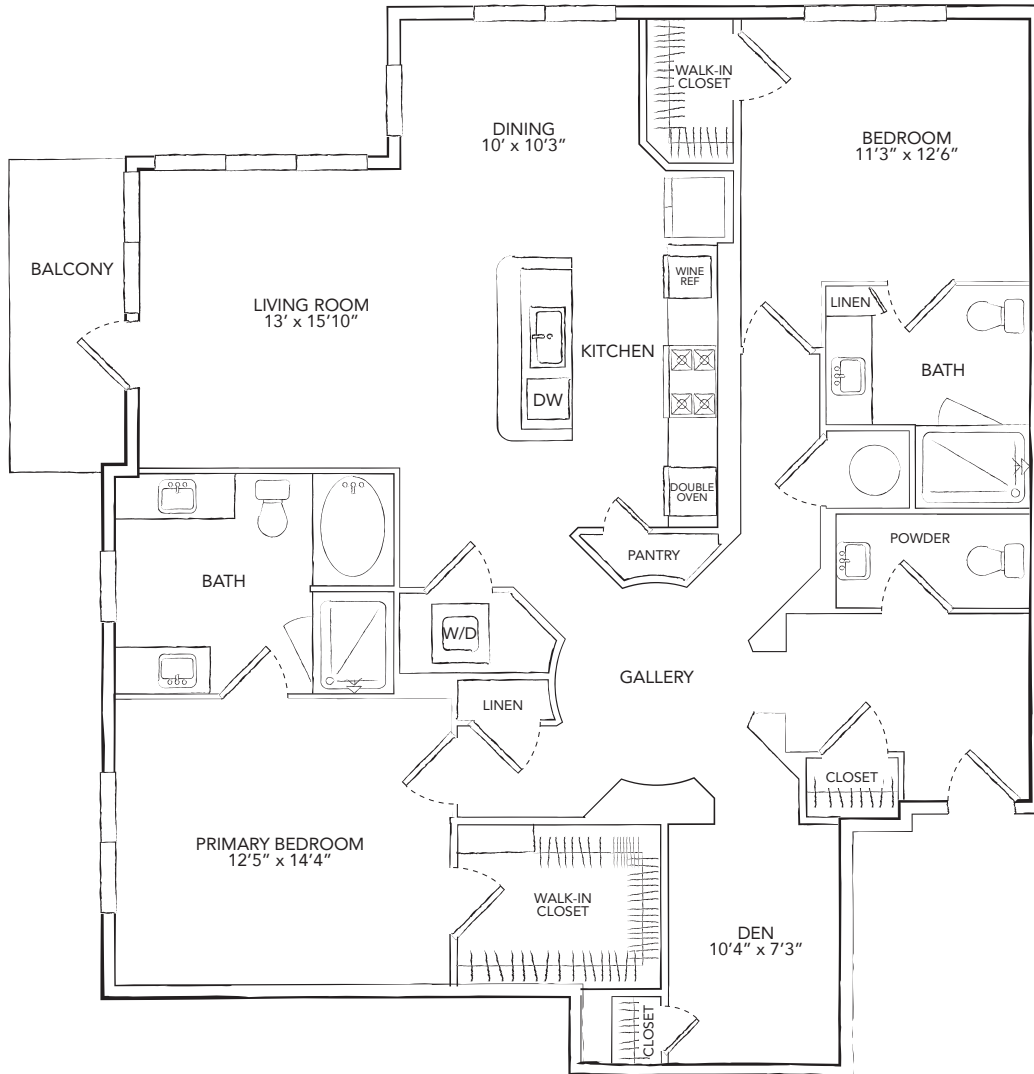 WALK-IN
CLOSET
DINING
10’ x 10’3”
BEDROOM
11’3” x 12’6”
BALCONY
WINE
REF
LIVING ROOM
13’ x 15’10”
LINEN
KITCHEN
BATH
DW
DOUBLE
OVEN
POWDER
PANTRY
BATH
W/D
GALLERY
LINEN
CLOSET
PRIMARY BEDROOM
12’5” x 14’4”
WALK-IN
CLOSET
DEN
10’4” x 7’3”
CLOSET